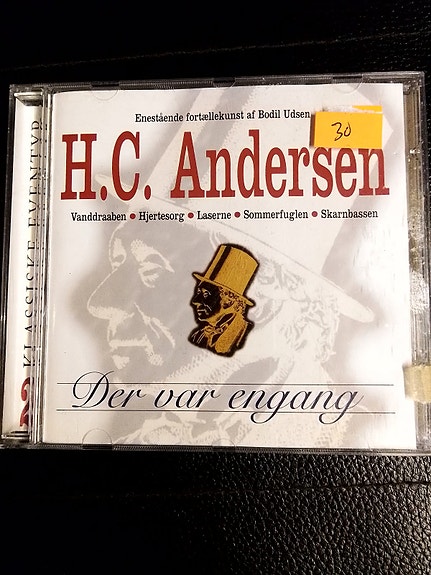 Enestående fortællekunst af Bodil Udsen
30
H.C. Andersen
Vanddraaben • Hjertesorg • Laserne • Sommerfuglen • Skarnbassen
Der var engang
KLASSISKE EVENTYR